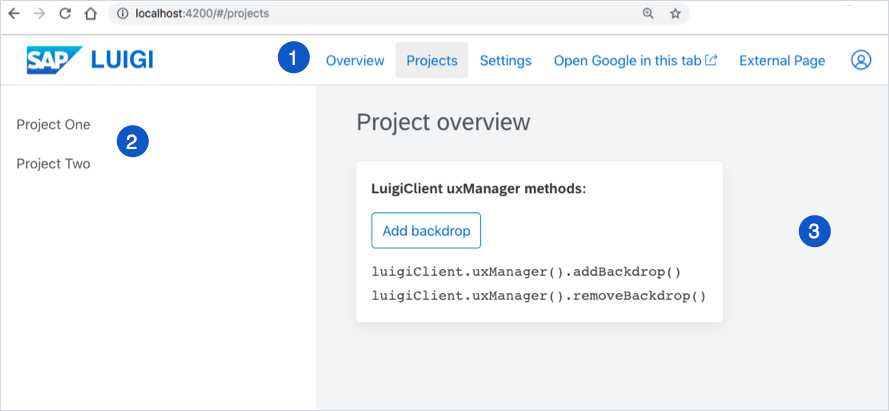 localhost:4200/#/projects
SAP LUIGI 1 Overview Projects Settings Open Google in this tab External Page
Project One
2
Project Two
Project overview
LuigiClient uxManager methods:
Add backdrop
3
luigiClient.uxManager().addBackdrop()
luigiClient.uxManager().removeBackdrop()